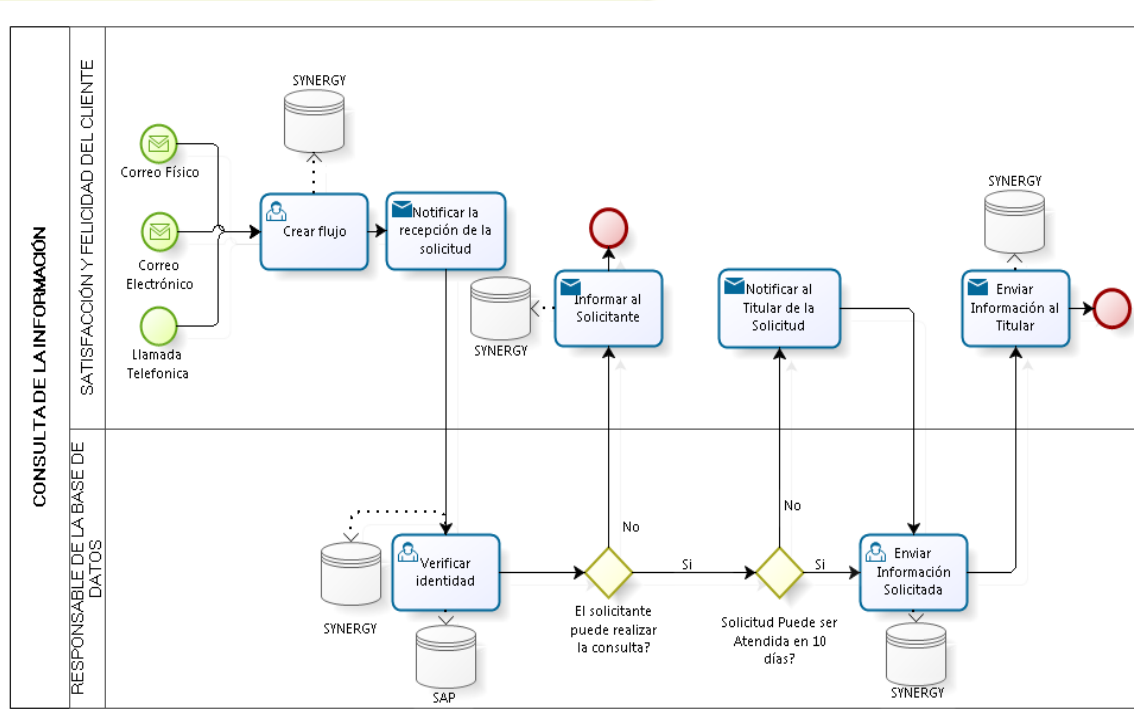 CONSULTA DE LA INFORMACIÓN
SATISFACCIÓN Y FELICIDAD DEL CLIENTE
SYNERGY
Correo Físico
Correo
Electrónico
Llamada
Telefonica
Crear flujo
Notificar la
recepción de la
solicitud
SYNERGY
Informar al
Solicitante
Notificar al
Titular de la
Solicitud
SYNERGY
Enviar
Información al
Titular
RESPONSABLE DE LA BASE DE
DATOS
SYNERGY
Verificar
identidad
SAP
No
Si
El solicitante
puede realizar
la consulta?
No
Si
Solicitud Puede ser
Atendida en 10
días?
Enviar
Información
Solicitada
SYNERGY